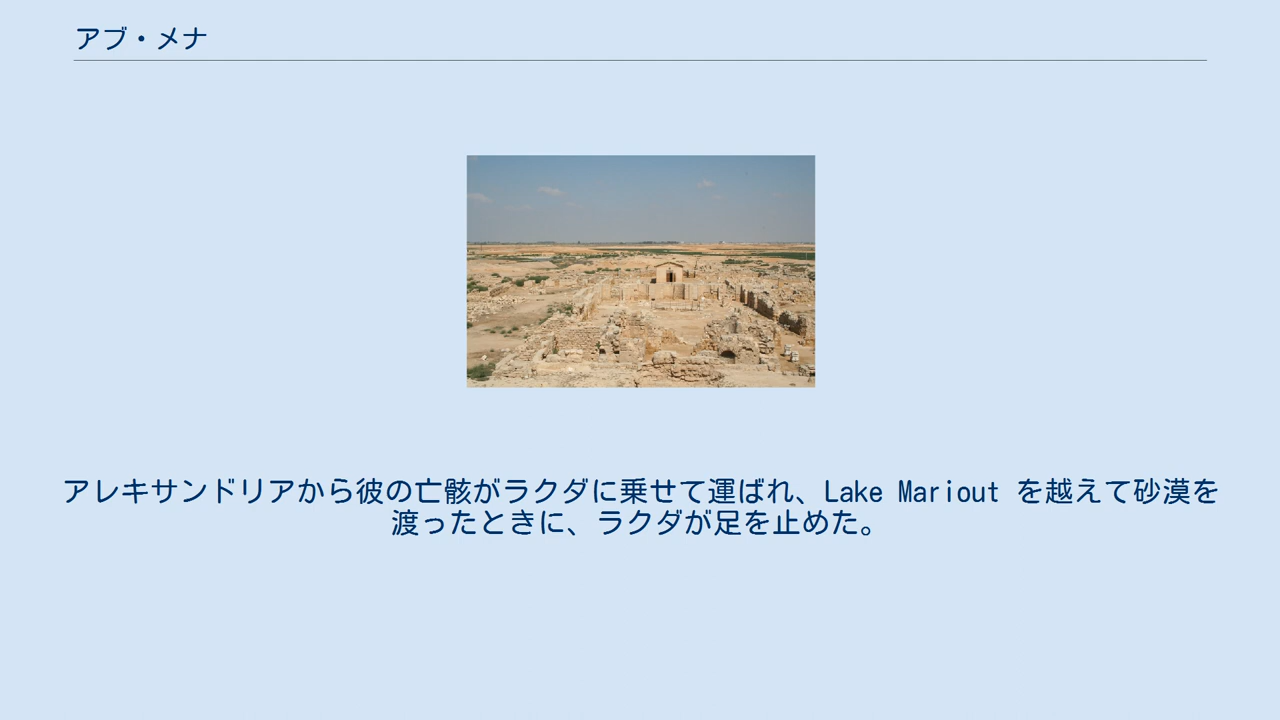 アブ・メナ
アレキサンドリアから彼の亡骸がラクダに乗せて運ばれ、Lake Mariout を越えて砂漠を
渡ったときに、ラクダが足を止めた。